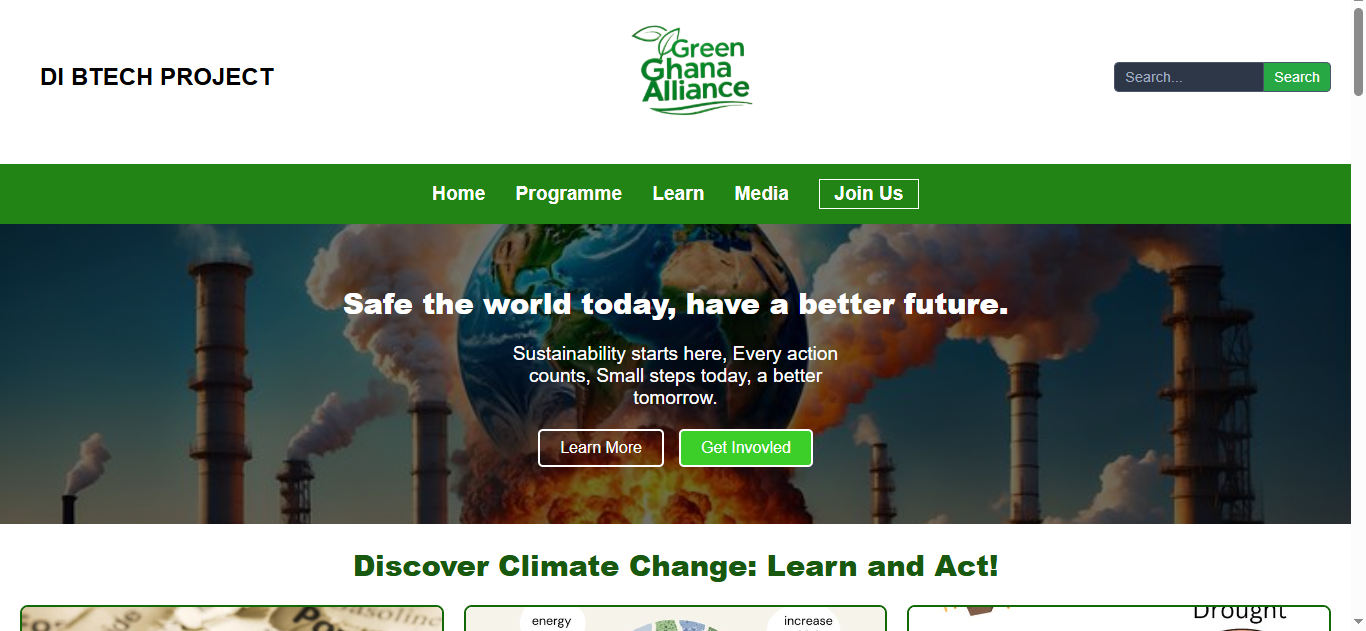 DI BTECH PROJECT
Green
Ghana
Alliance
Search...
Search
Home
Programme
Learn
Media
Join Us
Safe the world today, have a better future.
Sustainability starts here, Every action
counts, Small steps today, a better
tomorrow.
Learn More
Get Invovled
Discover Climate Change: Learn and Act!
energy
increase
Drought